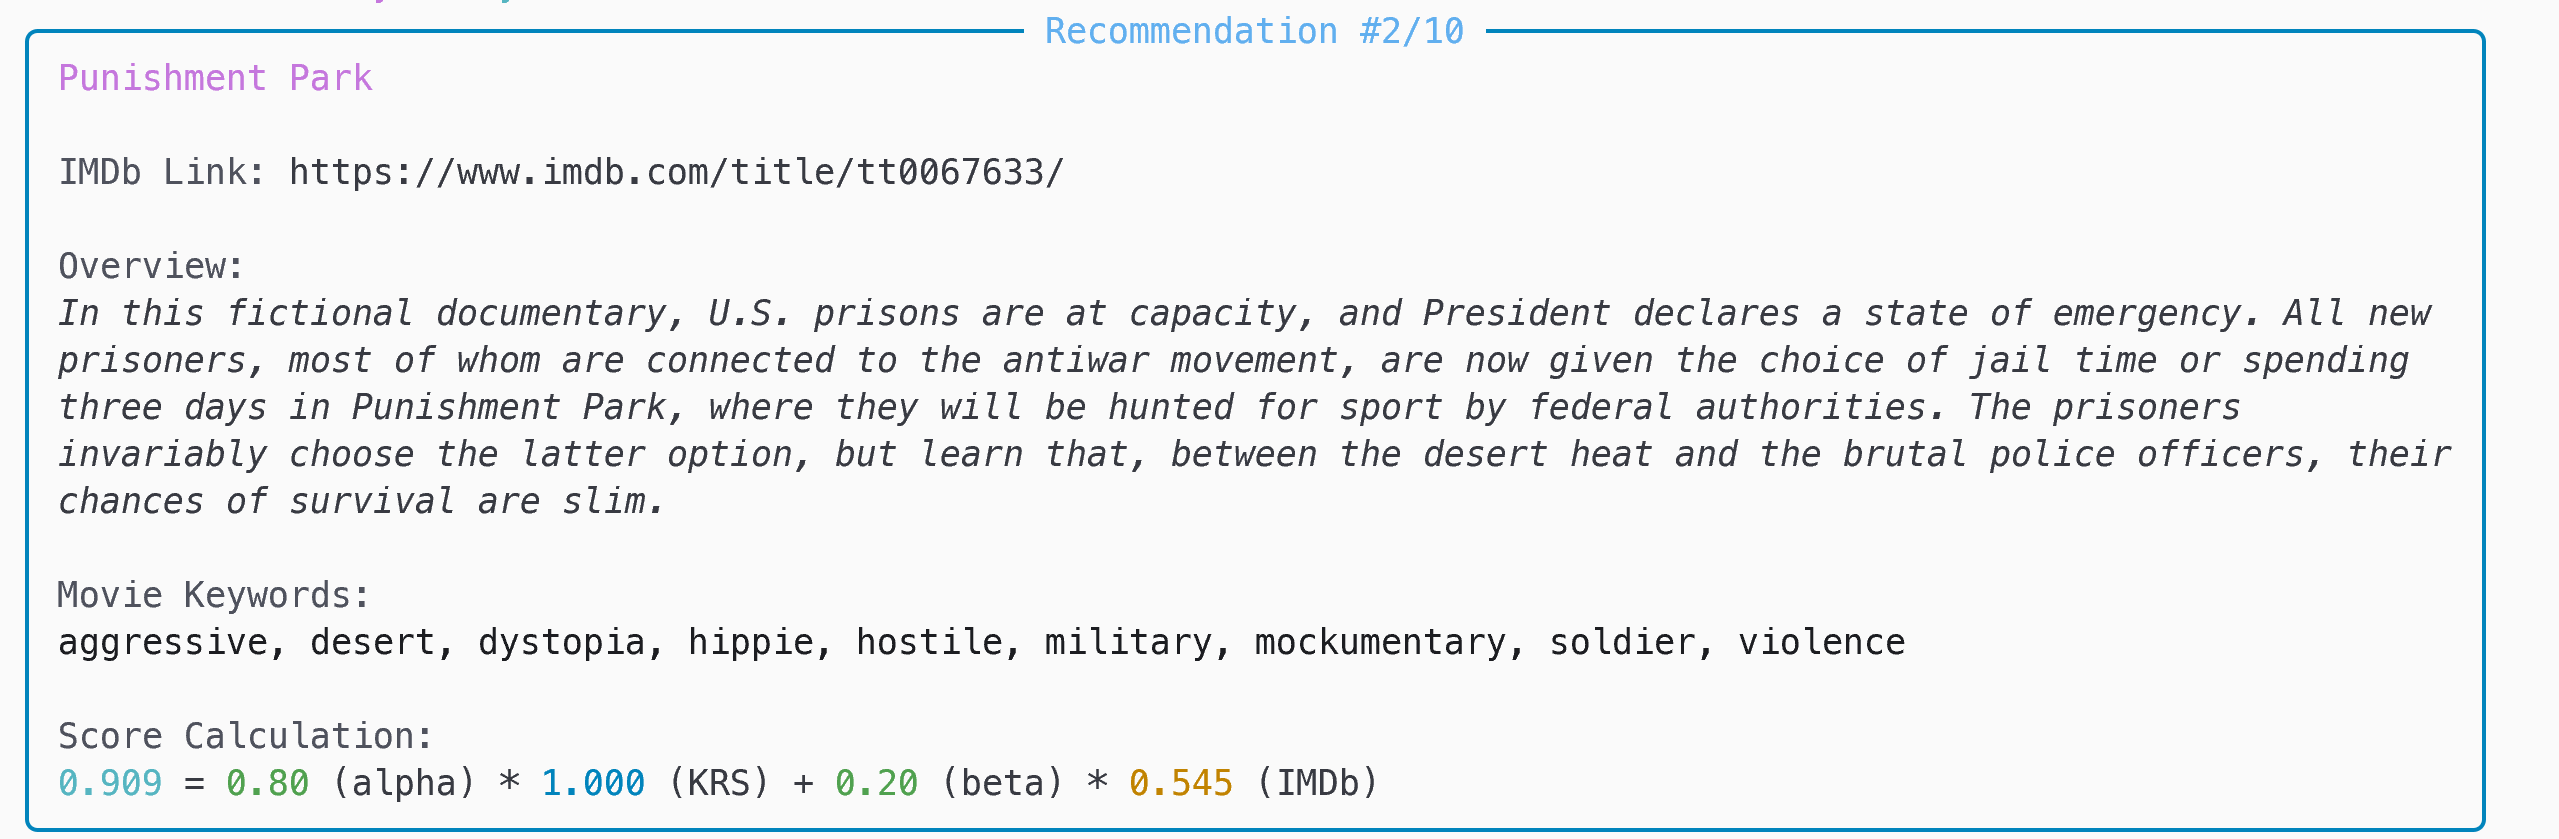 Recommendation #2/10
Punishment Park
IMDb Link: https://www.imdb.com/title/tt0067633/
Overview:
In this fictional documentary, U.S. prisons are at capacity, and President declares a state of emergency. All new
prisoners, most of whom are connected to the antiwar movement, are now given the choice of jail time or spending
three days in Punishment Park, where they will be hunted for sport by federal authorities. The prisoners
invariably choose the latter option, but learn that, between the desert heat and the brutal police officers, their
chances of survival are slim.
Movie Keywords:
aggressive, desert, dystopia, hippie, hostile, military, mockumentary, soldier, violence
Score Calculation:
0.909 = 0.80 (alpha) * 1.000 (KRS) + 0.20 (beta) * 0.545 (IMDb)